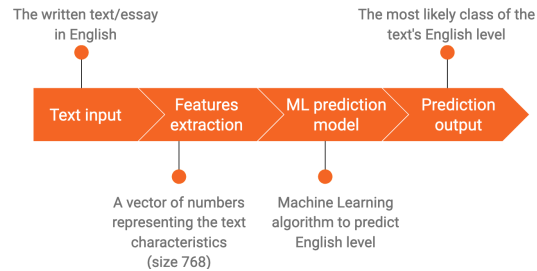 The written text/essay
in English
The most likely class of the
text's English level
Text input
Features
extraction
ML prediction
model
Prediction
output
A vector of numbers
representing the text
characteristics
(size 768)
Machine Learning
algorithm to predict
English level